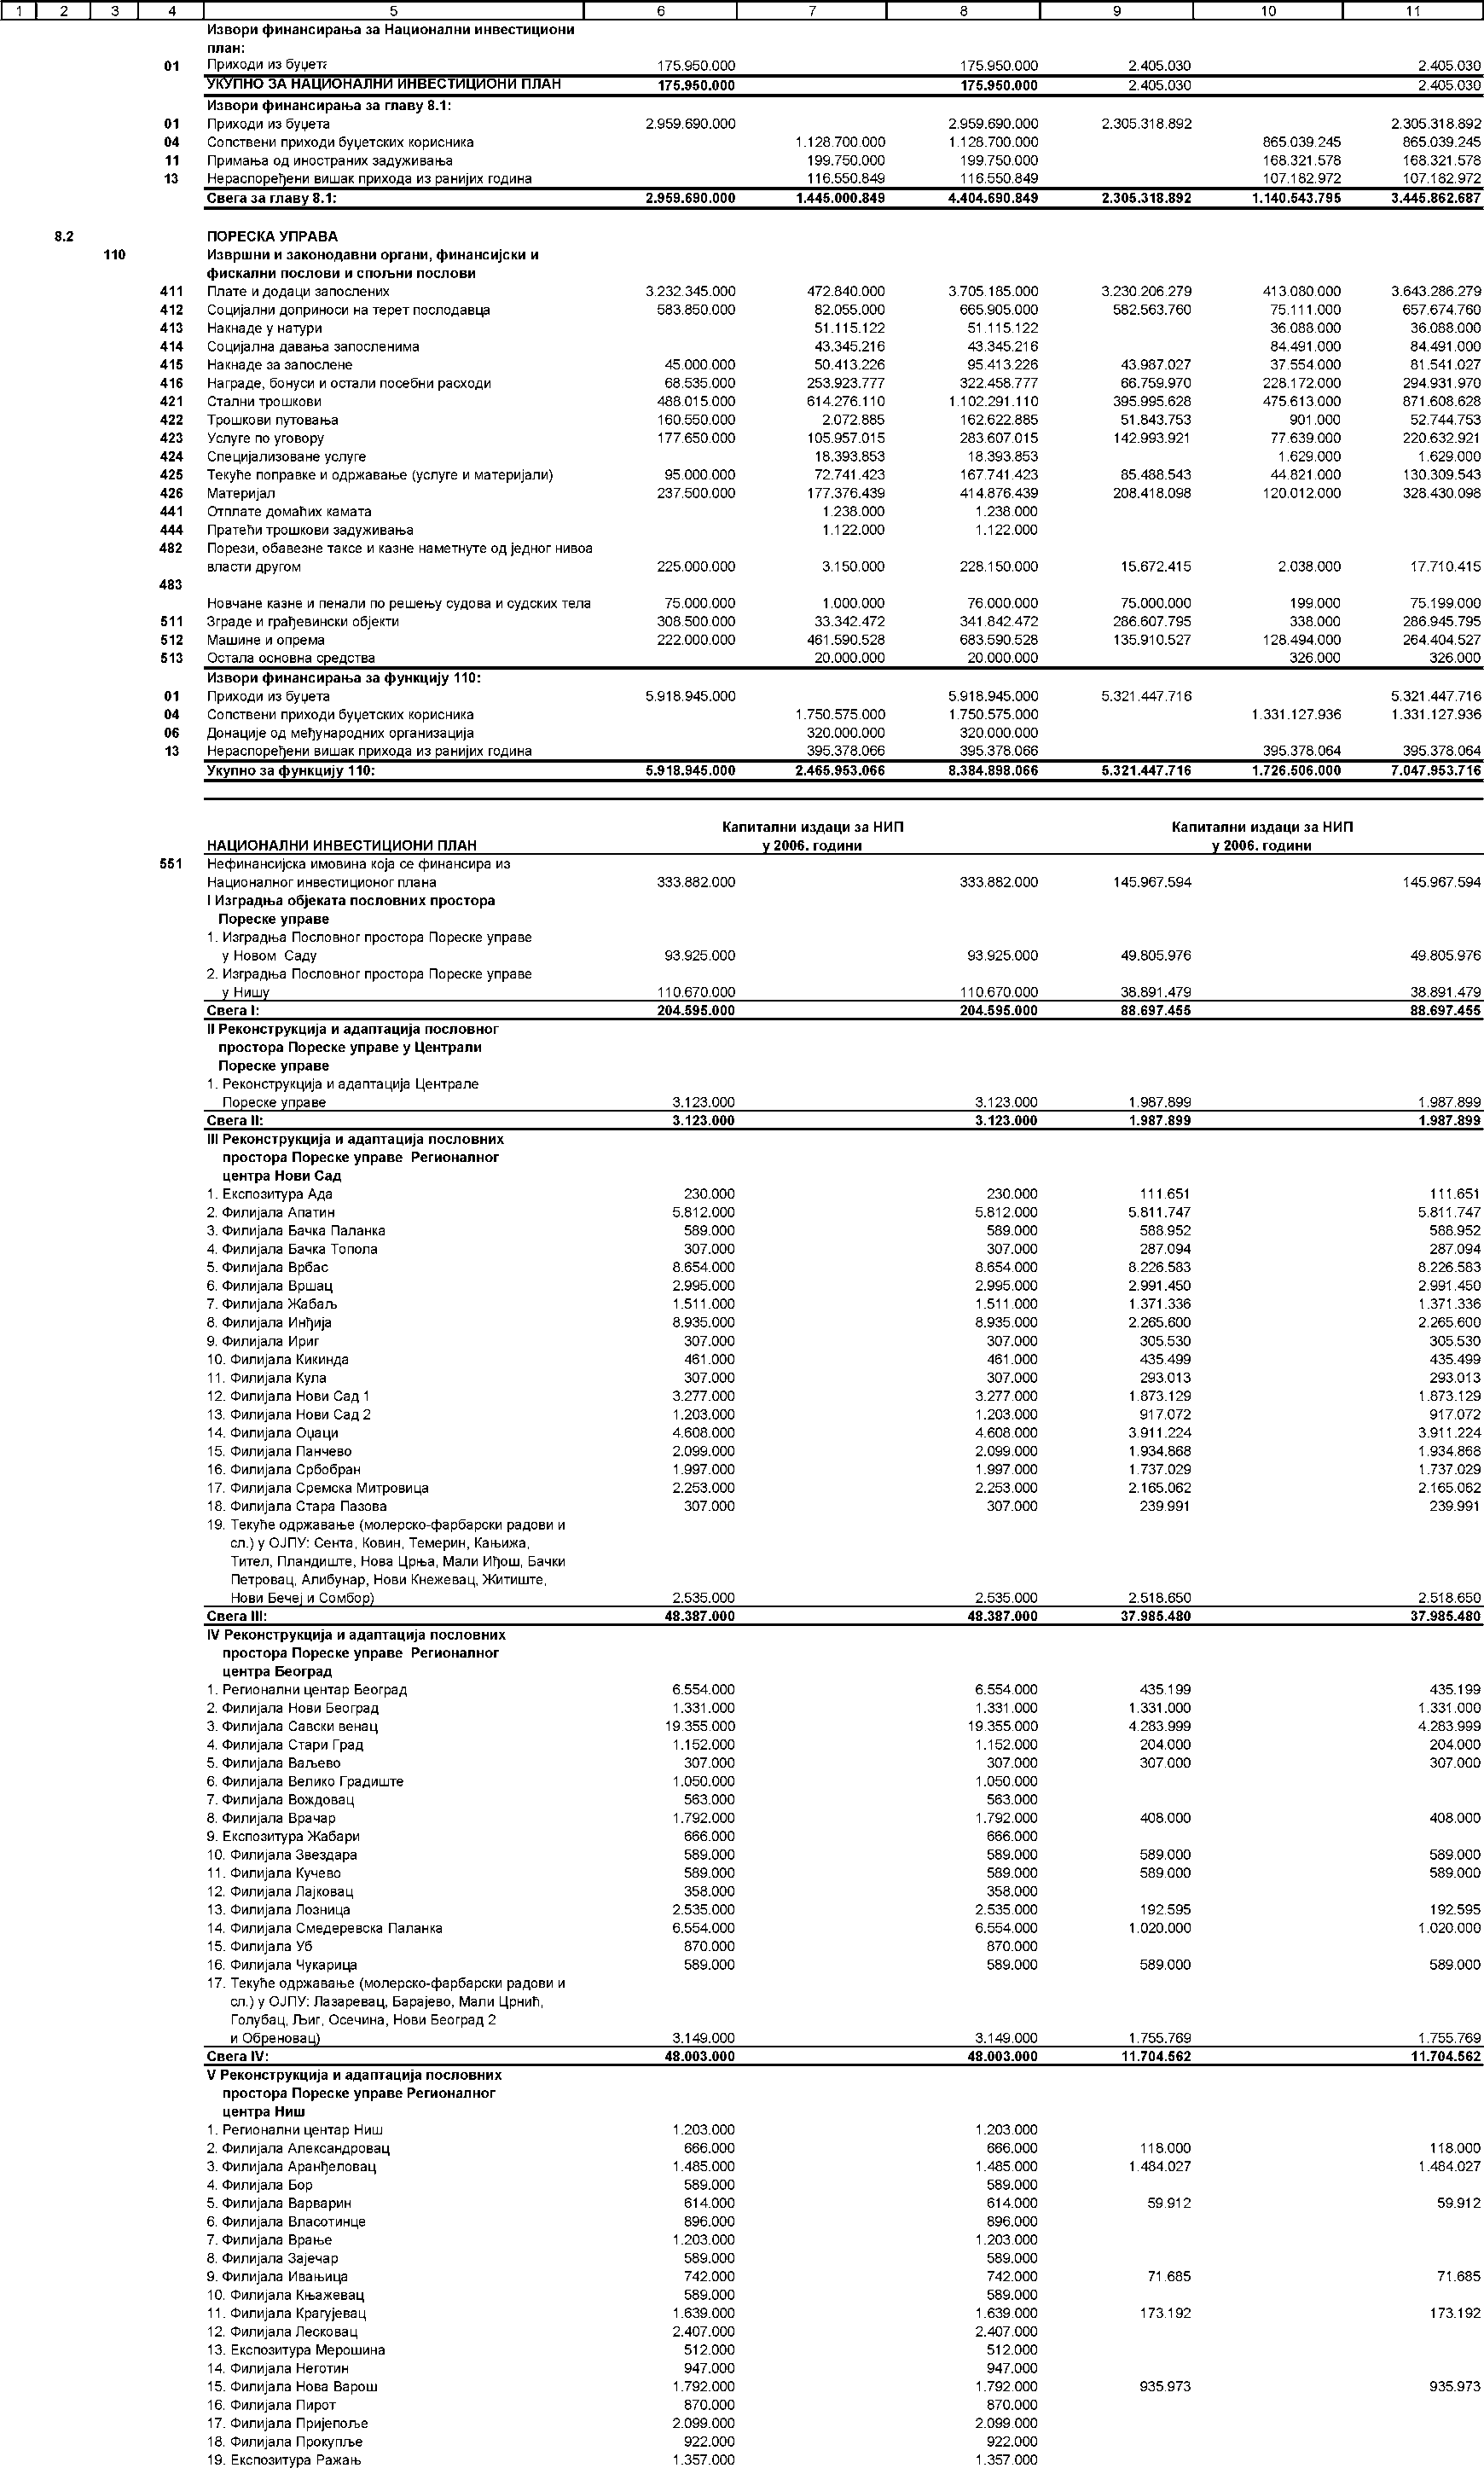 1 2 3 4 5 6 7 8 9 10 11
Извори финансирања за Национални инвестициони
план:
01 Приходи из буџета 175.950.000 175.950.000 2.405.030 2.405.030
УКУПНО ЗА НАЦИОНАЛНИ ИНВЕСТИЦИОНИ ПЛАН 175.950.000 175.950.000 2.405.030 2.405.030
Извори финансирања за главу 8.1:
01 Приходи из буџета 2.959.690.000 2.959.690.000 2.305.318.892 2.305.318.892
04 Сопствени приходи буџетских корисника 1.128.700.000 1.128.700.000 865.039.245 865.039.245
11 Примања од иностраних задуживања 199.750.000 199.750.000 168.321.578 168.321.578
13 Нераспоређени вишак прихода из ранијих година 116.550.849 116.550.849 107.182.972 107.182.972
Свега за главу 8.1: 2.959.690.000 1.445.000.849 4.404.690.849 2.305.318.892 1.140.543.795 3.445.862.687
8.2 ПОРЕСКА УПРАВА
110 Извршни и законодавни органи, финансијски и
фискални послови и спољни послови
411 Плате и додаци запослених 3.232.345.000 472.840.000 3.705.185.000 3.230.206.279 413.080.000 3.643.286.279
412 Социјални доприноси на терет послодавца 583.850.000 82.055.000 665.905.000 582.563.760 75.111.000 657.674.760
413 Накнаде у натури 51.115.122 51.115.122 36.088.000 36.088.000
414 Социјална давања запосленима 43.345.216 43.345.216 84.491.000 84.491.000
415 Накнаде за запослене 45.000.000 50.413.226 95.413.226 43.987.027 37.554.000 81.541.027
416 Награде, бонуси и остали посебни расходи 68.535.000 253.923.777 322.458.777 66.759.970 228.172.000 294.931.970
421 Стални трошкови 488.015.000 614.276.110 1.102.291.110 395.995.628 475.613.000 871.608.628
422 Трошкови путовања 160.550.000 2.072.885 162.622.885 51.843.753 901.000 52.744.753
423 Услуге по уговору 177.650.000 105.957.015 283.607.015 142.993.921 77.639.000 220.632.921
424 Специјализоване услуге 18.393.853 18.393.853 1.629.000 1.629.000
425 Текуће поправке и одржавање (услуге и материјали) 95.000.000 72.741.423 167.741.423 85.488.543 44.821.000 130.309.543
426 Материјал 237.500.000 177.376.439 414.876.439 208.418.098 120.012.000 328.430.098
441 Отплате домаћих камата 1.238.000 1.238.000
444 Пратећи трошкови задуживања 1.122.000 1.122.000
482 Порези, обавезне таксе и казне наметнуте од једног нивоа
власти другом 225.000.000 3.150.000 228.150.000 15.672.415 2.038.000 17.710.415
483
Новчане казне и пенали по решењу судова и судских тела 75.000.000 1.000.000 76.000.000 75.000.000 199.000 75.199.000
511 Зграде и грађевински објекти 308.500.000 33.342.472 341.842.472 286.607.795 338.000 286.945.795
512 Машине и опрема 222.000.000 461.590.528 683.590.528 135.910.527 128.494.000 264.404.527
513 Остала основна средства 20.000.000 20.000.000 326.000 326.000
Извори финансирања за функцију 110:
01 Приходи из буџета 5.918.945.000 5.918.945.000 5.321.447.716 5.321.447.716
04 Сопствени приходи буџетских корисника 1.750.575.000 1.750.575.000 1.331.127.936 1.331.127.936
06 Донације од међународних организација 320.000.000 320.000.000
13 Нераспоређени вишак прихода из ранијих година 395.378.066 395.378.066 395.378.064 395.378.064
Укупно за функцију 110: 5.918.945.000 2.465.953.066 8.384.898.066 5.321.447.716 1.726.506.000 7.047.953.716
Капитални издаци за НИП Капитални издаци за НИП
НАЦИОНАЛНИ ИНВЕСТИЦИОНИ ПЛАН у 2006. години у 2006. години
551 Нефинансијска имовина која се финансира из
Националног инвестиционог плана 333.882.000 333.882.000 145.967.594 145.967.594
I Изградња објеката пословних простора
Пореске управе
1. Изградња Пословног простора Пореске управе
у Новом Саду 93.925.000 93.925.000 49.805.976 49.805.976
2. Изградња Пословног простора Пореске управе
у Нишу 110.670.000 110.670.000 38.891.479 38.891.479
Свега I: 204.595.000 204.595.000 88.697.455 88.697.455
II Реконструкција и адаптација пословног
простора Пореске управе у Централи
Пореске управе
1. Реконструкција и адаптација Централе
Пореске управе 3.123.000 3.123.000 1.987.899 1.987.899
Свега II: 3.123.000 3.123.000 1.987.899 1.987.899
III Реконструкција и адаптација пословних
простора Пореске управе Регионалног
центра Нови Сад
1. Експозитура Ада 230.000 230.000 111.651 111.651
2. Филијала Апатин 5.812.000 5.812.000 5.811.747 5.811.747
3. Филијала Бачка Паланка 589.000 589.000 588.952 588.952
4. Филијала Бачка Топола 307.000 307.000 287.094 287.094
5. Филијала Врбас 8.654.000 8.654.000 8.226.583 8.226.583
6. Филијала Вршац 2.995.000 2.995.000 2.991.450 2.991.450
7. Филијала Жабаљ 1.511.000 1.511.000 1.371.336 1.371.336
8. Филијала Инђија 8.935.000 8.935.000 2.265.600 2.265.600
9. Филијала Ириг 307.000 307.000 305.530 305.530
10. Филијала Кикинда 461.000 461.000 435.499 435.499
11. Филијала Кула 307.000 307.000 293.013 293.013
12. Филијала Нови Сад 1 3.277.000 3.277.000 1.873.129 1.873.129
13. Филијала Нови Сад 2 1.203.000 1.203.000 917.072 917.072
14. Филијала Оџаци 4.608.000 4.608.000 3.911.224 3.911.224
15. Филијала Панчево 2.099.000 2.099.000 1.934.868 1.934.868
16. Филијала Србобран 1.997.000 1.997.000 1.737.029 1.737.029
17. Филијала Сремска Митровица 2.253.000 2.253.000 2.165.062 2.165.062
18. Филијала Стара Пазова 307.000 307.000 239.991 239.991
19. Текуће одржавање (молерско-фарбарски радови и
сл.) у ОЈПУ: Сента, Ковин, Темерин, Кањижа,
Тител, Пландиште, Нова Црња, Мали Иђош, Бачки
Петровац, Алибунар, Нови Кнежевац, Житиште,
Нови Бечеј и Сомбор) 2.535.000 2.535.000 2.518.650 2.518.650
Свега III: 48.387.000 48.387.000 37.985.480 37.985.480
IV Реконструкција и адаптација пословних
простора Пореске управе Регионалног
центра Београд
1. Регионални центар Београд 6.554.000 6.554.000 435.199 435.199
2. Филијала Нови Београд 1.331.000 1.331.000 1.331.000 1.331.000
3. Филијала Савски венац 19.355.000 19.355.000 4.283.999 4.283.999
4. Филијала Стари Град 1.152.000 1.152.000 204.000 204.000
5. Филијала Ваљево 307.000 307.000 307.000 307.000
6. Филијала Велико Градиште 1.050.000 1.050.000
7. Филијала Вождовац 563.000 563.000
8. Филијала Врачар 1.792.000 1.792.000 408.000 408.000
9. Експозитура Жабари 666.000 666.000
10. Филијала Звездара 589.000 589.000 589.000 589.000
11. Филијала Кучево 589.000 589.000 589.000 589.000
12. Филијала Лајковац 358.000 358.000
13. Филијала Лозница 2.535.000 2.535.000 192.595 192.595
14. Филијала Смедеревска Паланка 6.554.000 6.554.000 1.020.000 1.020.000
15. Филијала Уб 870.000 870.000
16. Филијала Чукарица 589.000 589.000 589.000 589.000
17. Текуће одржавање (молерско-фарбарски радови и
сл.) у ОЈПУ: Лазаревац, Барајево, Мали Црнић,
Голубац, Љиг, Осечина, Нови Београд 2
и Обреновац) 3.149.000 3.149.000 1.755.769 1.755.769
Свега IV: 48.003.000 48.003.000 11.704.562 11.704.562
V Реконструкција и адаптација пословних
простора Пореске управе Регионалног
центра Ниш
1. Регионални центар Ниш 1.203.000 1.203.000
2. Филијала Александровац 666.000 666.000 118.000 118.000
3. Филијала Аранђеловац 1.485.000 1.485.000 1.484.027 1.484.027
4. Филијала Бор 589.000 589.000
5. Филијала Варварин 614.000 614.000 59.912 59.912
6. Филијала Власотинце 896.000 896.000
7. Филијала Врање 1.203.000 1.203.000
8. Филијала Зајечар 589.000 589.000
9. Филијала Ивањица 742.000 742.000 71.685 71.685
10. Филијала Књажевац 589.000 589.000
11. Филијала Крагујевац 1.639.000 1.639.000 173.192 173.192
12. Филијала Лесковац 2.407.000 2.407.000
13. Експозитура Мерошина 512.000 512.000
14. Филијала Неготин 947.000 947.000
15. Филијала Нова Варош 1.792.000 1.792.000 935.973 935.973
16. Филијала Пирот 870.000 870.000
17. Филијала Пријепоље 2.099.000 2.099.000
18. Филијала Прокупље 922.000 922.000
19. Експозитура Ражањ 1.357.000 1.357.000